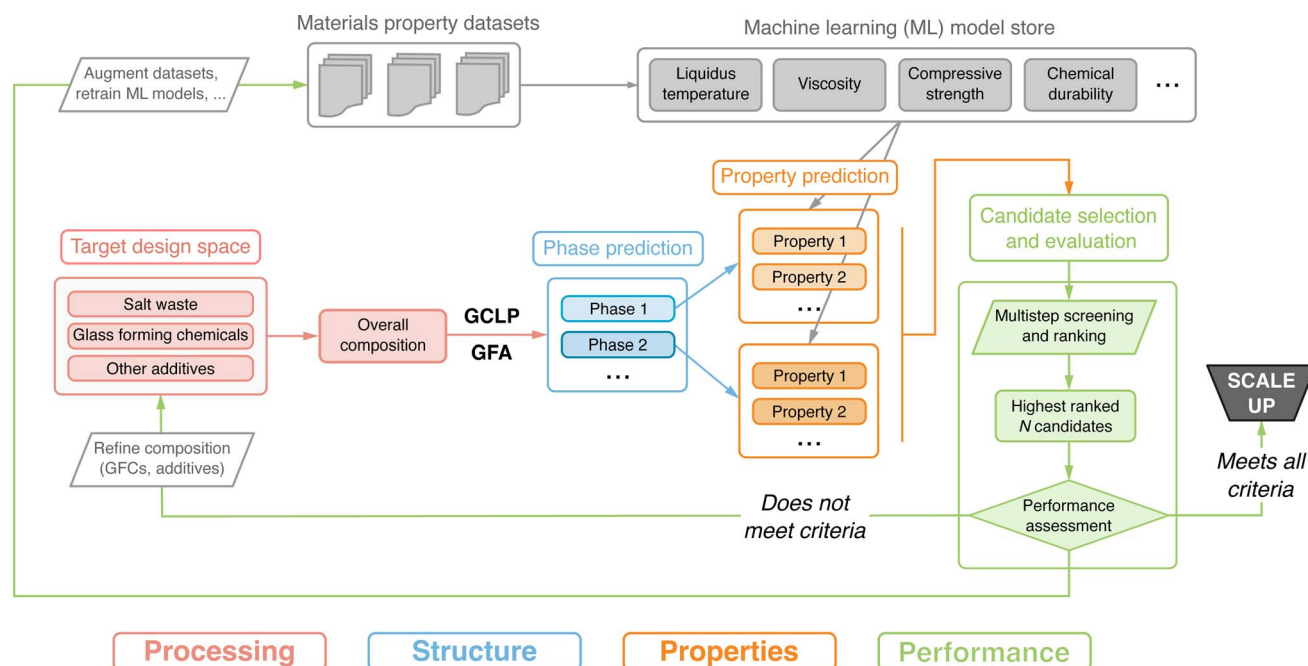 Materials property datasets
Machine learning (ML) model store
Augment datasets,
retrain ML models, ...
Liquidus
temperature
Viscosity
Compressive
strength
Chemical
durability
...
Property prediction
Target design space
Phase prediction
Candidate selection
and evaluation
Salt waste
Glass forming chemicals
Other additives
Overall
composition
GCLP
GFA
Phase 1
Phase 2
...
Property 1
Property 2
...
Property 1
Property 2
...
Multistep screening
and ranking
Highest ranked
N candidates
Performance
assessment
SCALE
UP
Meets all
criteria
Does not
meet criteria
Refine composition
(GFCs, additives)
Processing
Structure
Properties
Performance